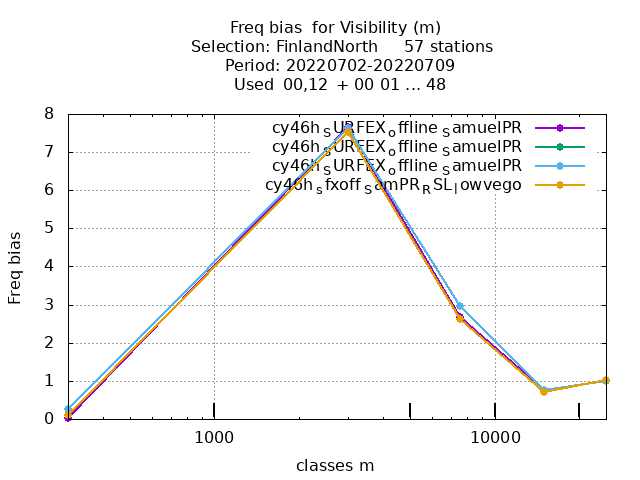 Freq bias  for Visibility (m)
Selection: FinlandNorth     57 stations
Period: 20220702-20220709
Used  00,12  + 00 01 ... 48
cy46h_SURFEX_offline_SamuelPR
cy46h_SURFEX_offline_SamuelPR
cy46h_SURFEX_offline_SamuelPR
cy46h_sfxoff_SamPR_RSL_lowvego
8
7
6
5
4
3
2
1
0
Freq bias
1000
10000
classes m